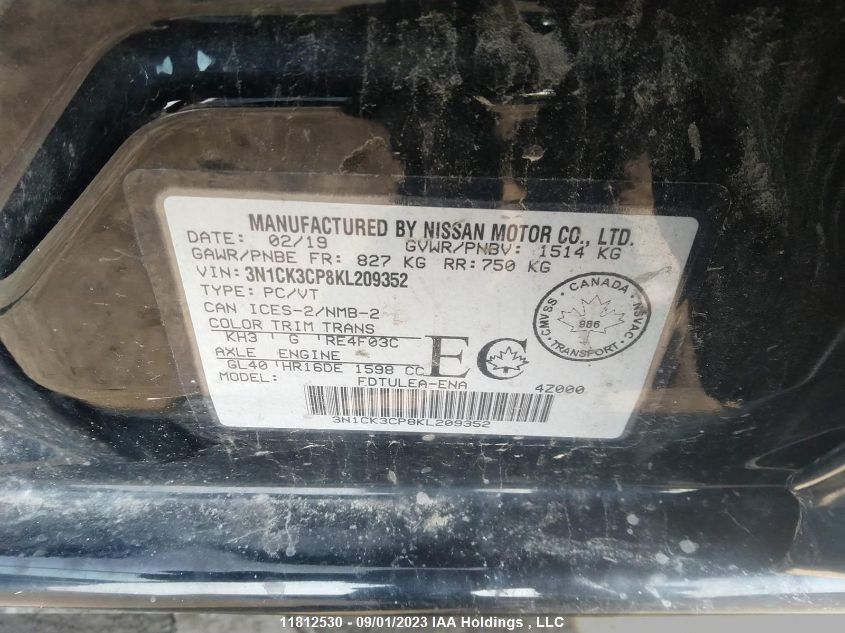 MANUFACTURED BY NISSAN MOTOR CO., LTD.
DATE: 02/19 GVWR/PNBV: 1514 KG
GAWR/PNBE FR: 827 KG RR: 750 KG
VIN: 3N1CK3CP8KL209352
TYPE: PC/VT
CAN ICES-2/NMB-2
COLOR TRIM TRANS
KH3 G RE4F03C
AXLE ENGINE
GL40 HR16DE 1598 CC
MODEL: FDTULEA-ENA 4Z000
3N1CK3CP8KL209352
EC
CMVSS • CANADA • NSVAC
986
• TRANSPORT •
11812530 - 09/01/2023 IAA Holdings , LLC